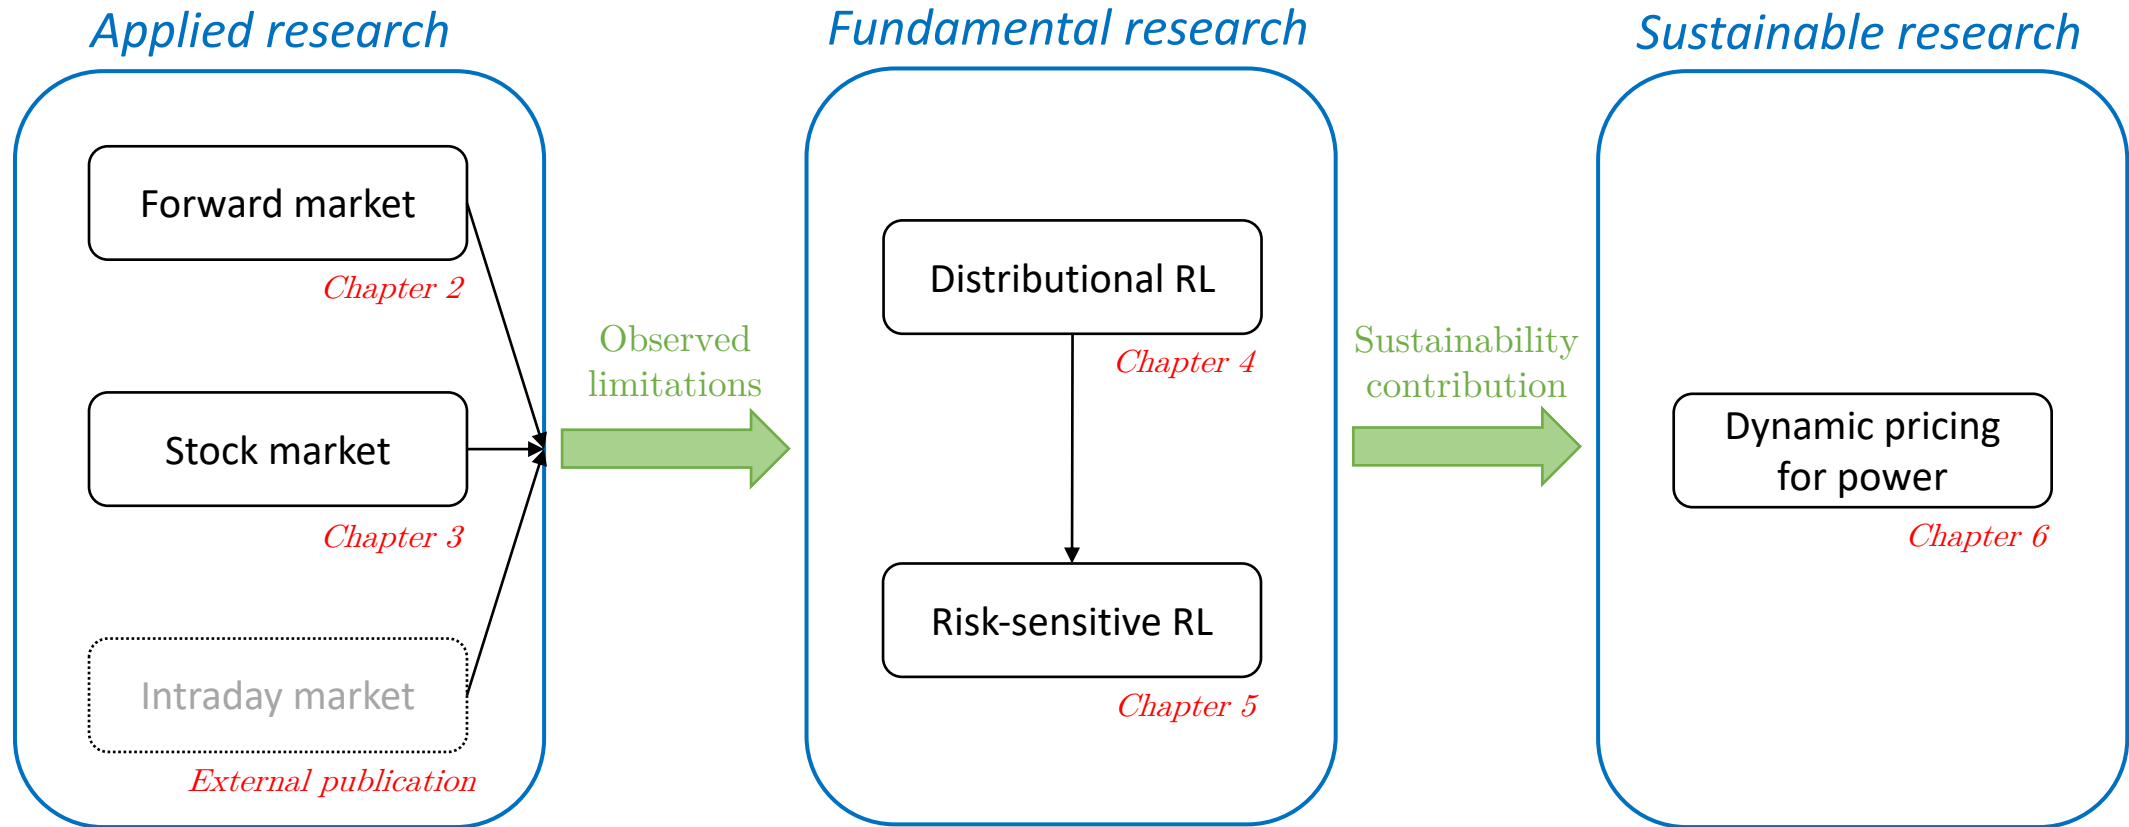 Applied research
Forward market
Chapter 2
Stock market
Chapter 3
Intraday market
External publication
Observed
limitations
Fundamental research
Distributional RL
Chapter 4
Risk-sensitive RL
Chapter 5
Sustainability
contribution
Sustainable research
Dynamic pricing
for power
Chapter 6